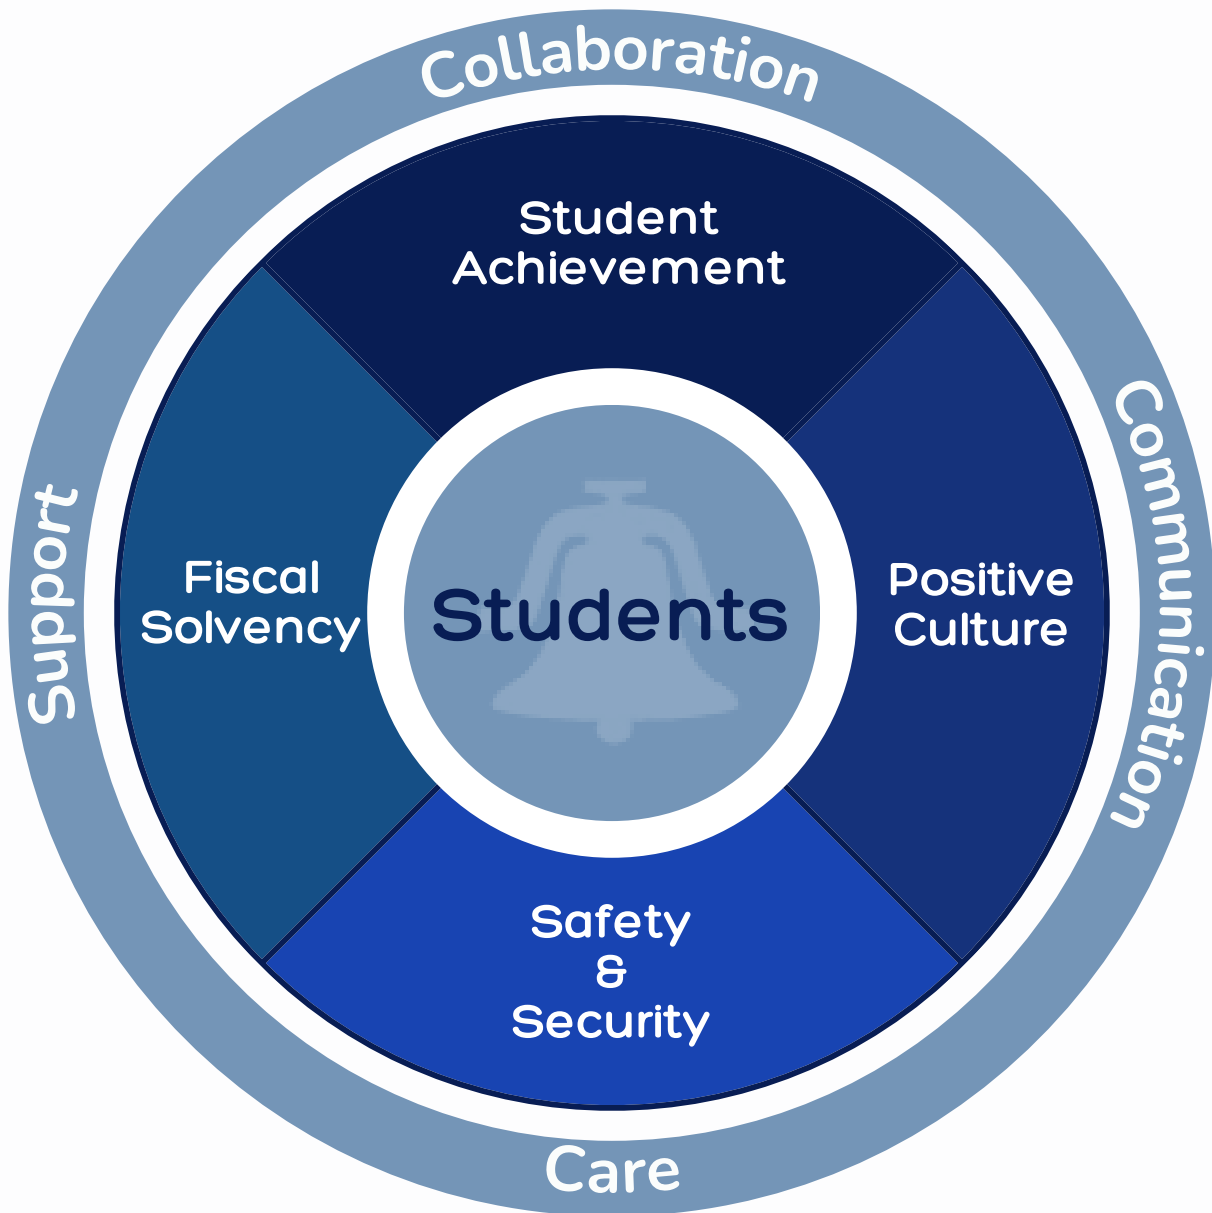 Collaboration
Student
Achievement
Communication
Positive
Culture
Students
Fiscal
Solvency
Support
Safety
&
Security
Care